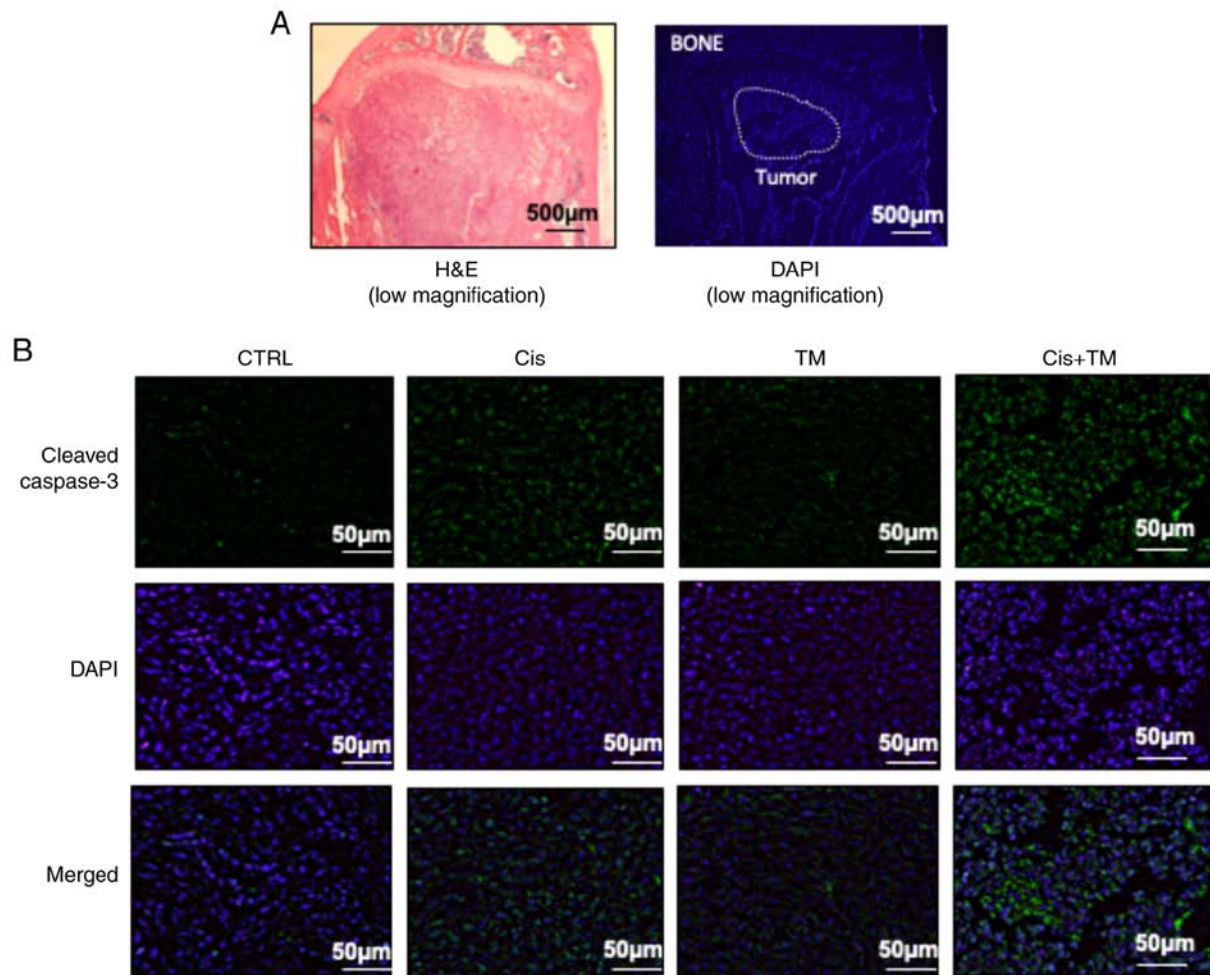 A
BONE
Tumor
500µm
500µm
H&E
(low magnification)
DAPI
(low magnification)
B
CTRL
Cis
TM
Cis+TM
Cleaved
caspase-3
50µm
50µm
50µm
50µm
DAPI
50µm
50µm
50µm
50µm
Merged
50µm
50µm
50µm
50µm